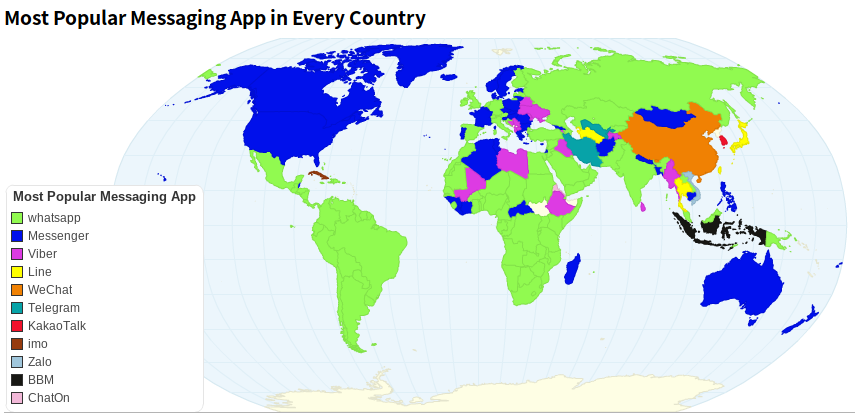 Most Popular Messaging App in Every Country
Most Popular Messaging App
whatsapp
Messenger
Viber
Line
WeChat
Telegram
KakaoTalk
imo
Zalo
BBM
ChatOn